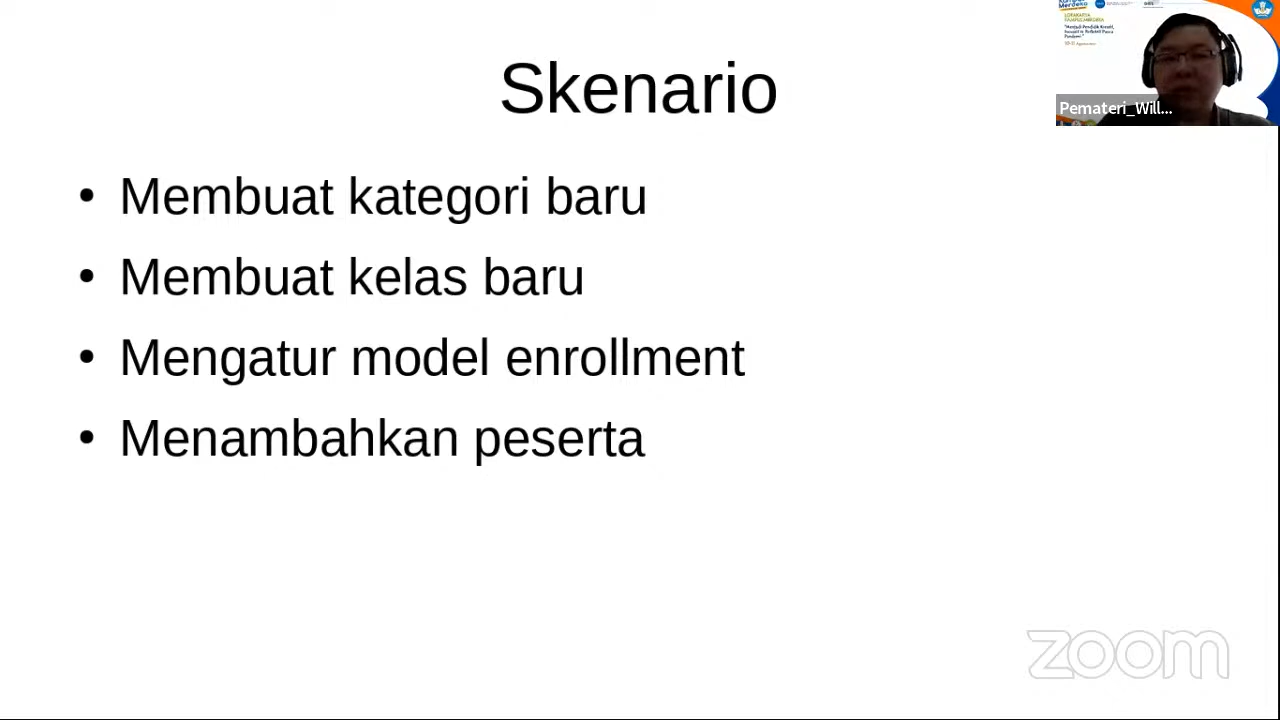 Skenario
• Membuat kategori baru
• Membuat kelas baru
• Mengatur model enrollment
• Menambahkan peserta
Pemateri_Will...
zoom